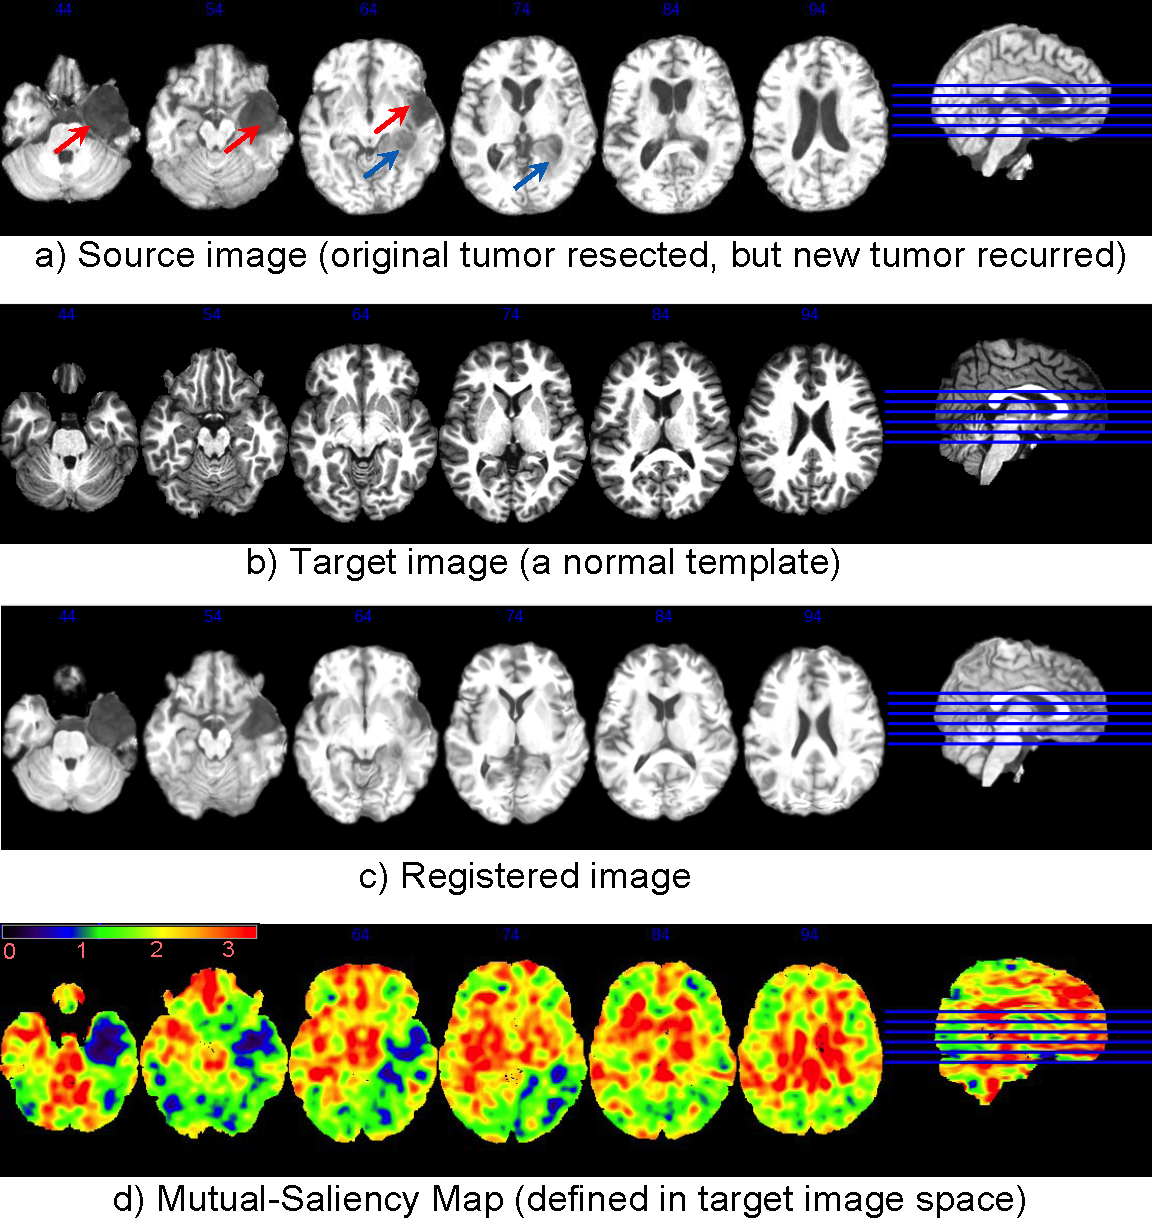 44 54 64 74 84 94
a) Source image (original tumor resected, but new tumor recurred)
44 54 64 74 84 94
b) Target image (a normal template)
44 54 64 74 84 94
c) Registered image
64 74 84 94
0 1 2 3
d) Mutual-Saliency Map (defined in target image space)